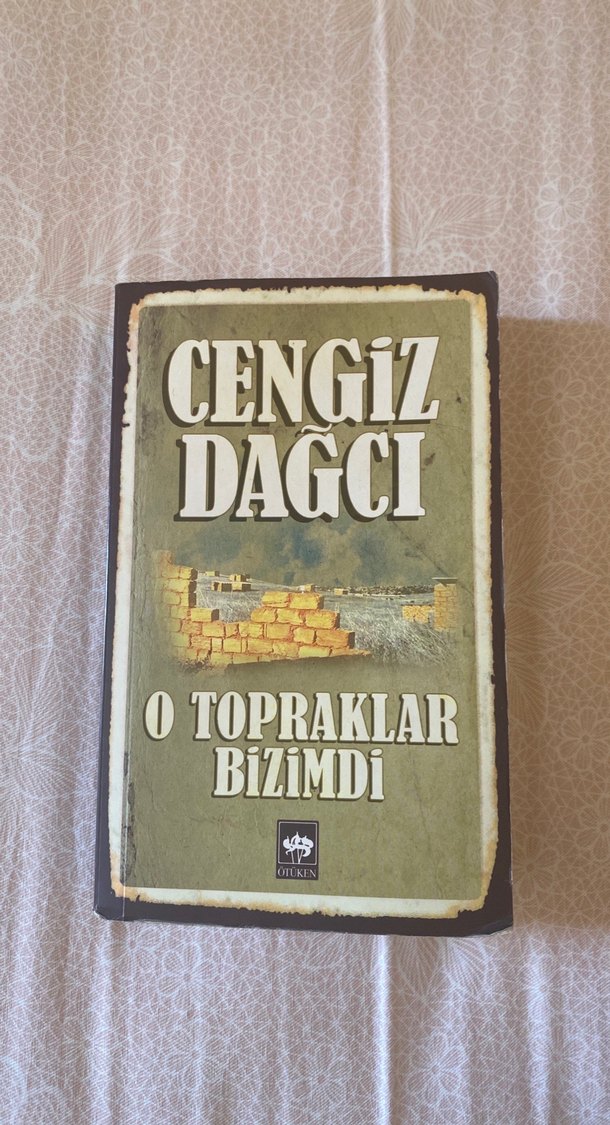 CENGİZ
DAĞCI
O TOPRAKLAR
BİZİMDİ
ÖTÜKEN